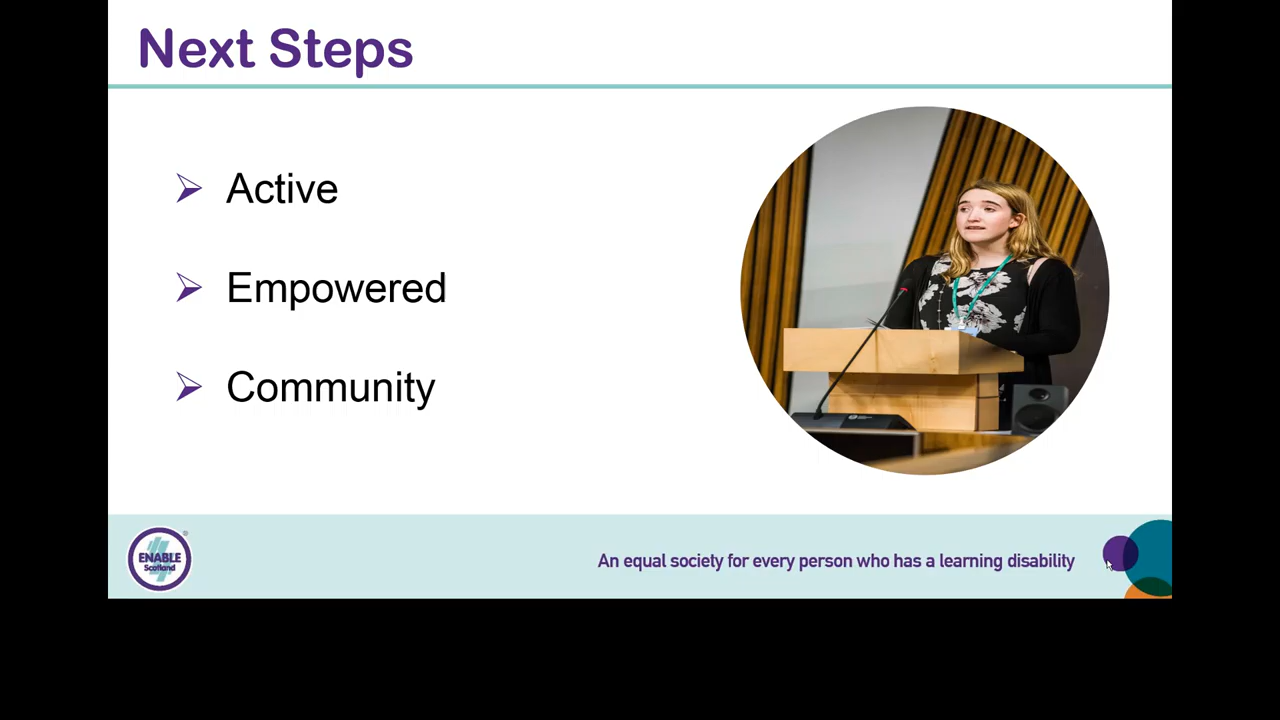 Next Steps
Active
Empowered
Community
ENABLE
Scotland
An equal society for every person who has a learning disability